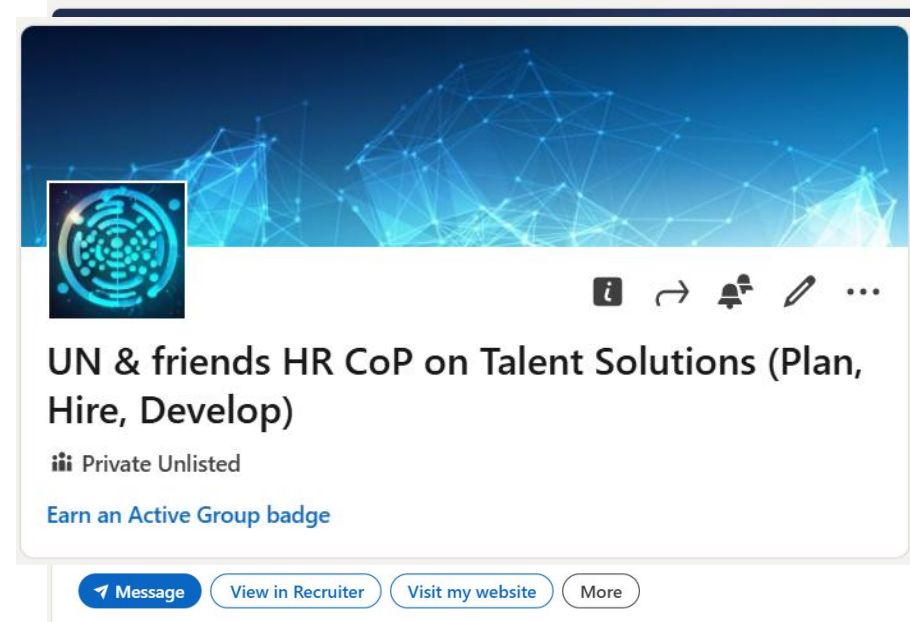 UN & friends HR CoP on Talent Solutions (Plan,
Hire, Develop)
Private Unlisted
Earn an Active Group badge
Message View in Recruiter Visit my website More